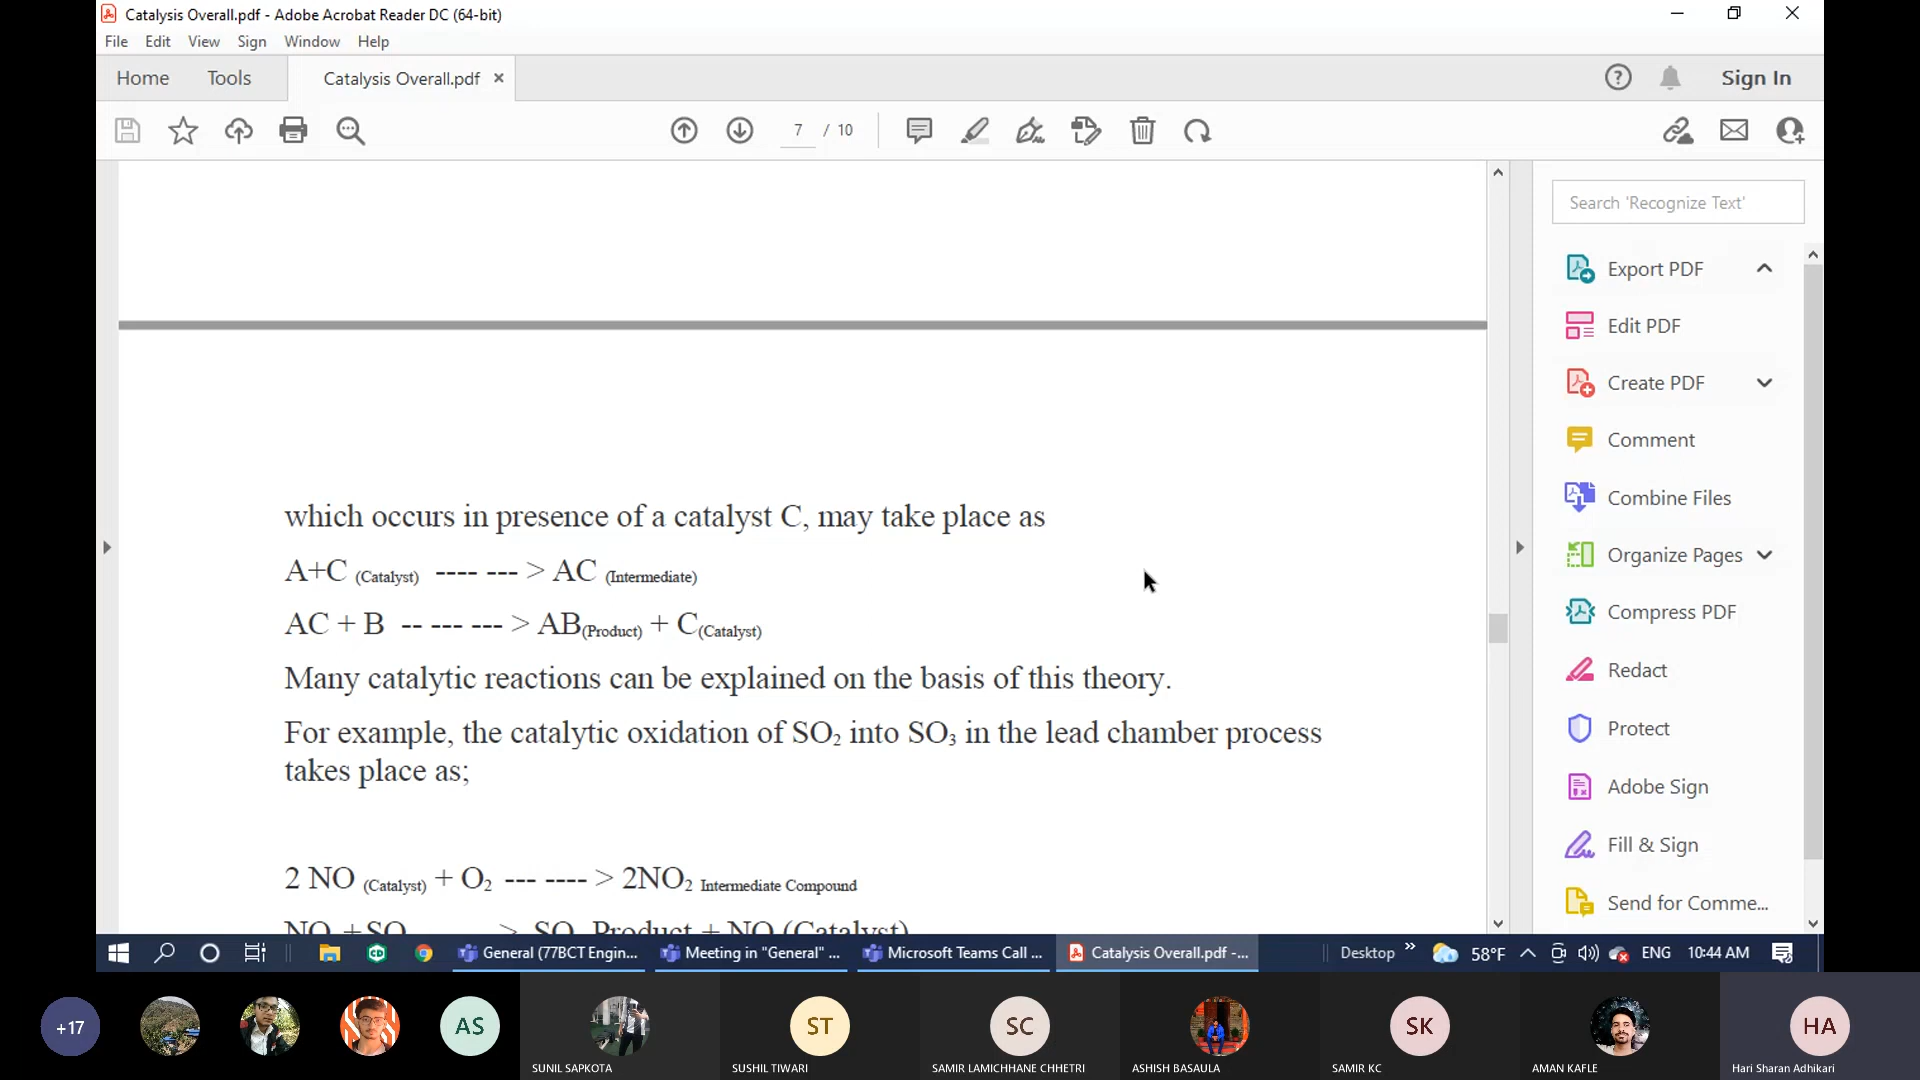 Catalysis Overall.pdf - Adobe Acrobat Reader DC (64-bit)
File Edit View Sign Window Help
Home Tools Catalysis Overall.pdf × Sign In
7 / 10
Search 'Recognize Text'
Export PDF
Edit PDF
Create PDF
Comment
Combine Files
Organize Pages
Compress PDF
Redact
Protect
Adobe Sign
Fill & Sign
Send for Comme...
which occurs in presence of a catalyst C, may take place as
A+C (Catalyst) ---- --- > AC (Intermediate)
AC + B -- --- --- > AB(Product) + C(Catalyst)
Many catalytic reactions can be explained on the basis of this theory.
For example, the catalytic oxidation of SO₂ into SO₃ in the lead chamber process
takes place as;
2 NO (Catalyst) + O₂ --- ---- > 2NO₂ Intermediate Compound
NO + SO > SO Product + NO (Catalyst)
General (77BCT Engin... Meeting in "General" ... Microsoft Teams Call ... Catalysis Overall.pdf -... Desktop » 58°F ENG 10:44 AM
+17 AS ST SC SK HA
SUNIL SAPKOTA SUSHIL TIWARI SAMIR LAMICHHANE CHHETRI ASHISH BASAULA SAMIR KC AMAN KAFLE Hari Sharan Adhikari